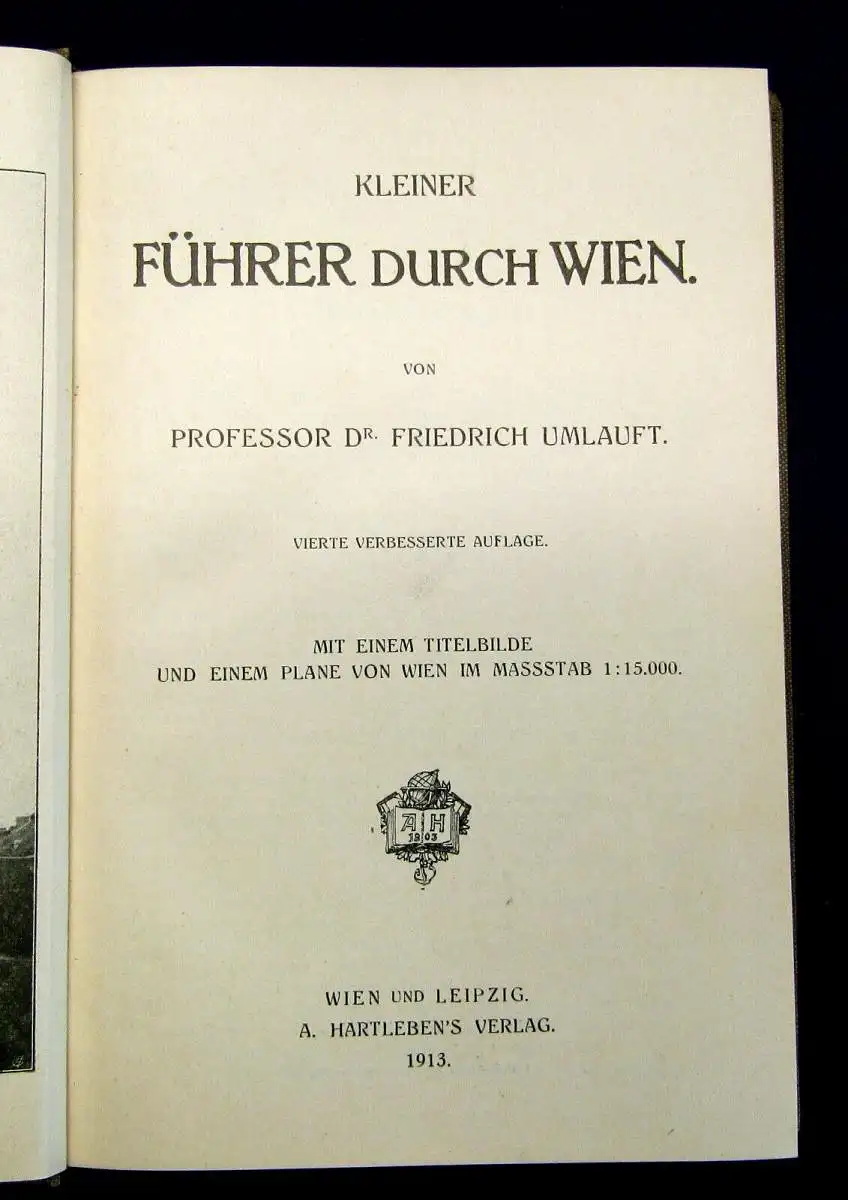 KLEINER
FÜHRER DURCH WIEN.
VON
PROFESSOR DR. FRIEDRICH UMLAUFT.
VIERTE VERBESSERTE AUFLAGE.
MIT EINEM TITELBILDE
UND EINEM PLANE VON WIEN IM MASSSTAB 1:15.000.
A H
1803
WIEN UND LEIPZIG.
A. HARTLEBEN'S VERLAG.
1913.